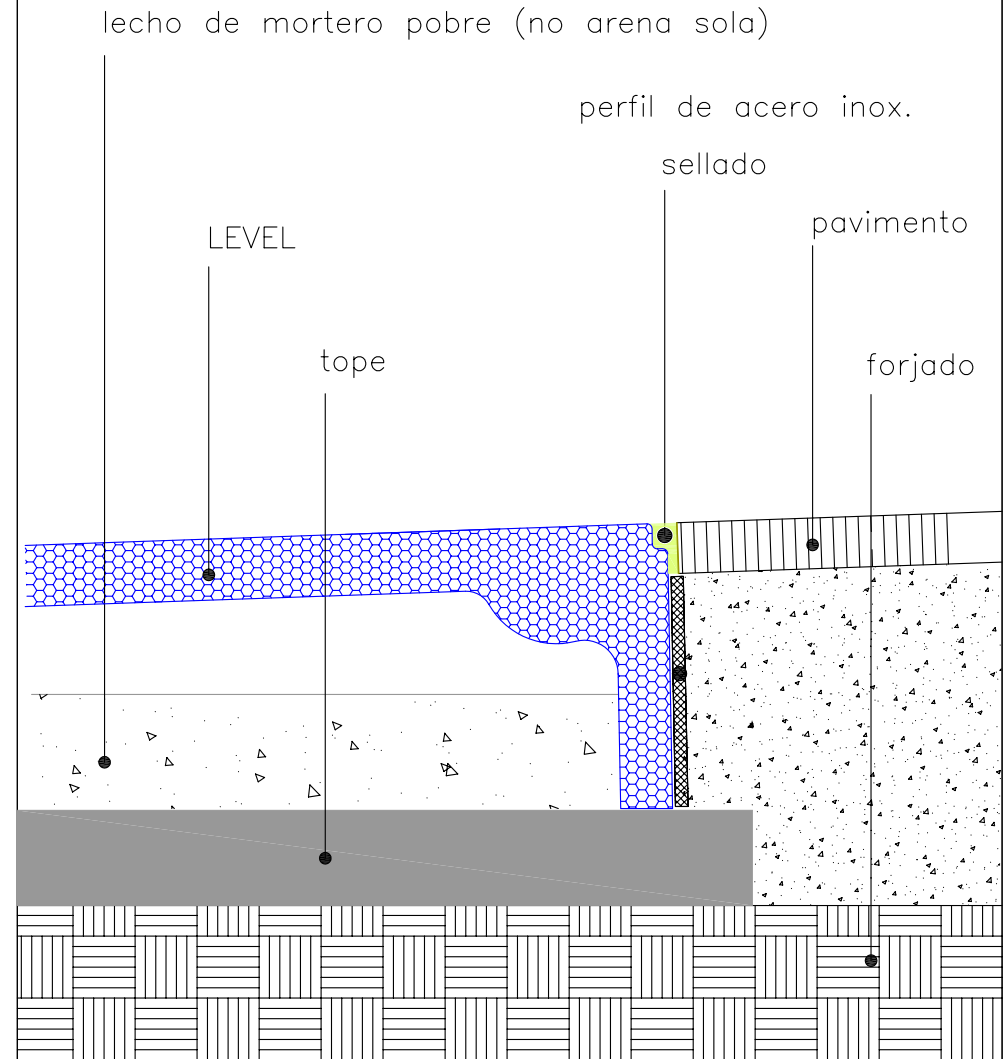 lecho de mortero pobre (no arena sola)
perfil de acero inox.
sellado
pavimento
LEVEL
tope
forjado